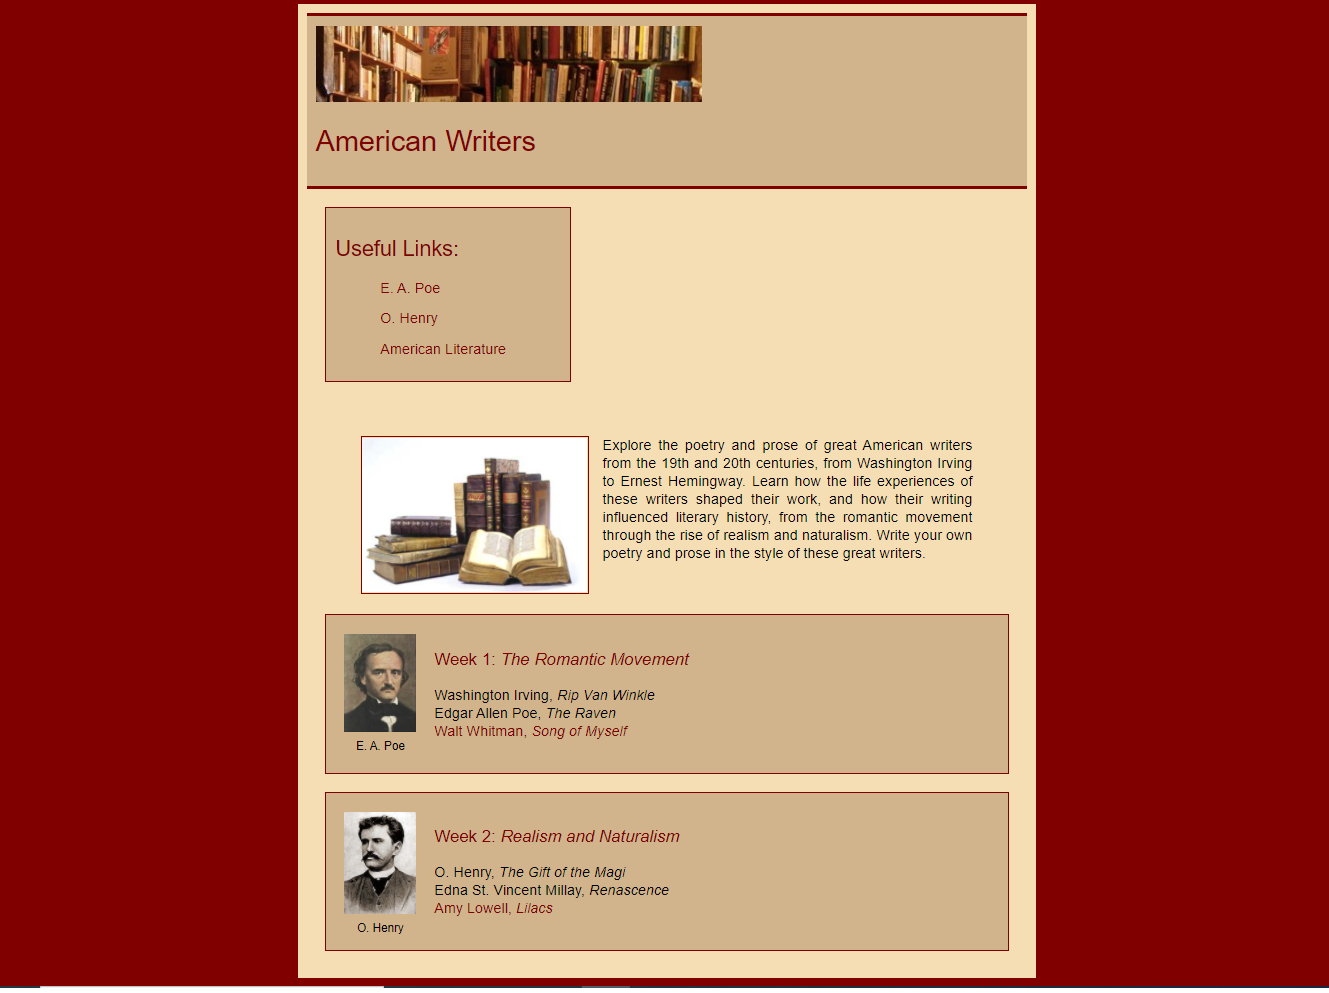 American Writers
Useful Links:
E. A. Poe
O. Henry
American Literature
Explore the poetry and prose of great American writers
from the 19th and 20th centuries, from Washington Irving
to Ernest Hemingway. Learn how the life experiences of
these writers shaped their work, and how their writing
influenced literary history, from the romantic movement
through the rise of realism and naturalism. Write your own
poetry and prose in the style of these great writers.
Week 1: The Romantic Movement
Washington Irving, Rip Van Winkle
Edgar Allen Poe, The Raven
Walt Whitman, Song of Myself
E. A. Poe
Week 2: Realism and Naturalism
O. Henry, The Gift of the Magi
Edna St. Vincent Millay, Renascence
Amy Lowell, Lilacs
O. Henry